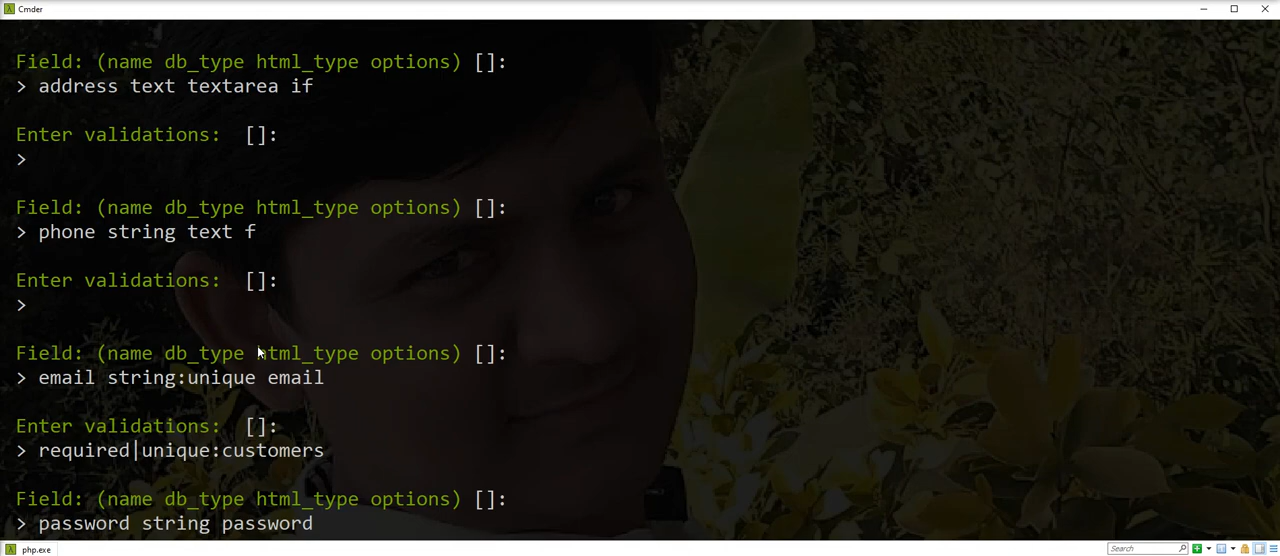 Cmder
Field: (name db_type html_type options) []:
> address text textarea if
Enter validations:  []:
>
Field: (name db_type html_type options) []:
> phone string text f
Enter validations:  []:
>
Field: (name db_type html_type options) []:
> email string:unique email
Enter validations:  []:
> required|unique:customers
Field: (name db_type html_type options) []:
> password string password
php.exe
Search